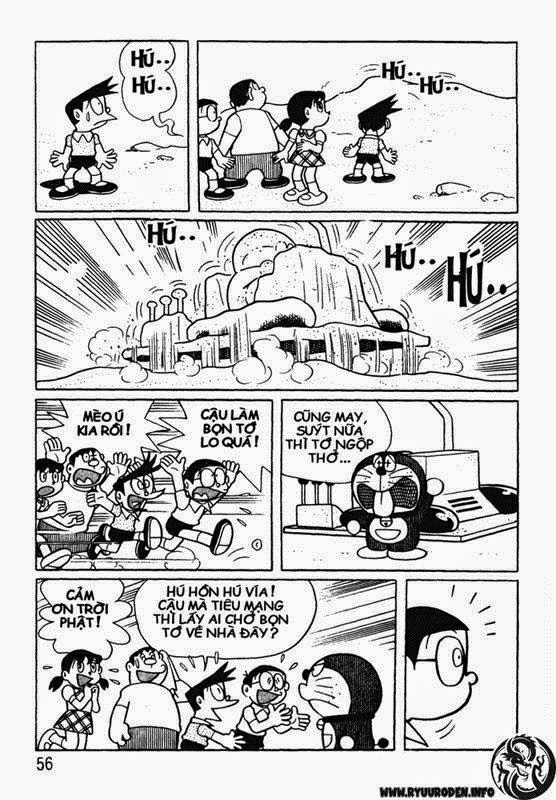 HÚ..
HÚ..
HÚ..
HÚ..
HÚ..
HÚ..
HÚ..
MÈO Ú
KIA RỒI!
CẬU LÀM
BỌN TỚ
LO QUÁ!
CŨNG MAY,
SUÝT NỮA
THÌ TỚ NGỘP
THỞ...
CẢM
ƠN TRỜI
PHẬT!
HÚ HỒN HÚ VÍA!
CẬU MÀ TIÊU MẠNG
THÌ LẤY AI CHỞ BỌN
TỚ VỀ NHÀ ĐÂY?
56
WWW.RYUURODEN.INFO